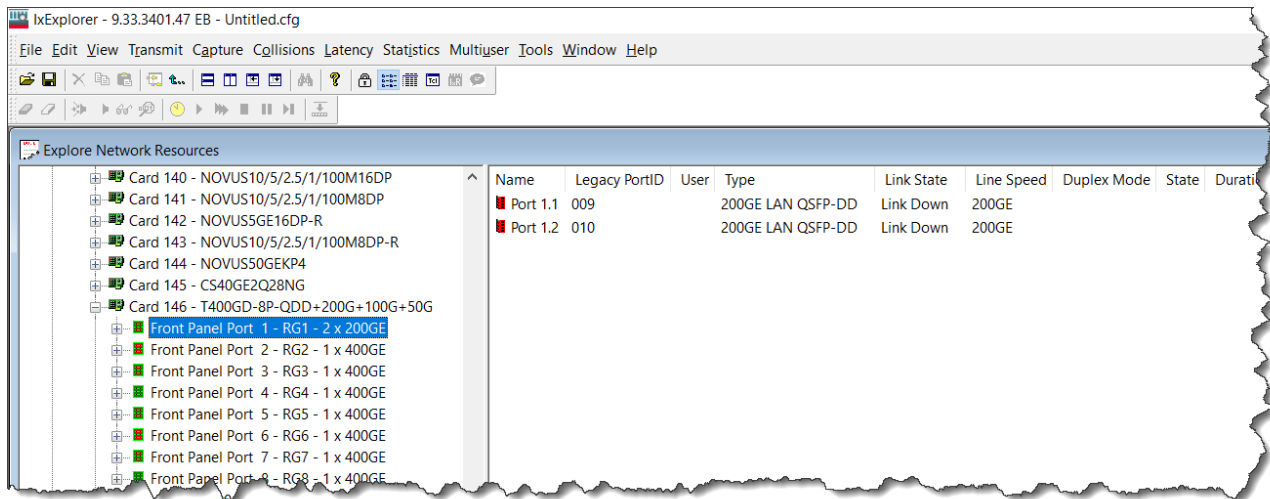 IxExplorer - 9.33.3401.47 EB - Untitled.cfg
File Edit View Transmit Capture Collisions Latency Statistics Multiuser Tools Window Help
Explore Network Resources
Card 140 - NOVUS10/5/2.5/1/100M16DP
Card 141 - NOVUS10/5/2.5/1/100M8DP
Card 142 - NOVUS5GE16DP-R
Card 143 - NOVUS10/5/2.5/1/100M8DP-R
Card 144 - NOVUS50GEKP4
Card 145 - CS40GE2Q28NG
Card 146 - T400GD-8P-QDD+200G+100G+50G
Front Panel Port 1 - RG1 - 2 x 200GE
Front Panel Port 2 - RG2 - 1 x 400GE
Front Panel Port 3 - RG3 - 1 x 400GE
Front Panel Port 4 - RG4 - 1 x 400GE
Front Panel Port 5 - RG5 - 1 x 400GE
Front Panel Port 6 - RG6 - 1 x 400GE
Front Panel Port 7 - RG7 - 1 x 400GE
Front Panel Port 8 - RG8 - 1 x 400GE
Name Legacy PortID User Type Link State Line Speed Duplex Mode State
Port 1.1 009 200GE LAN QSFP-DD Link Down 200GE
Port 1.2 010 200GE LAN QSFP-DD Link Down 200GE